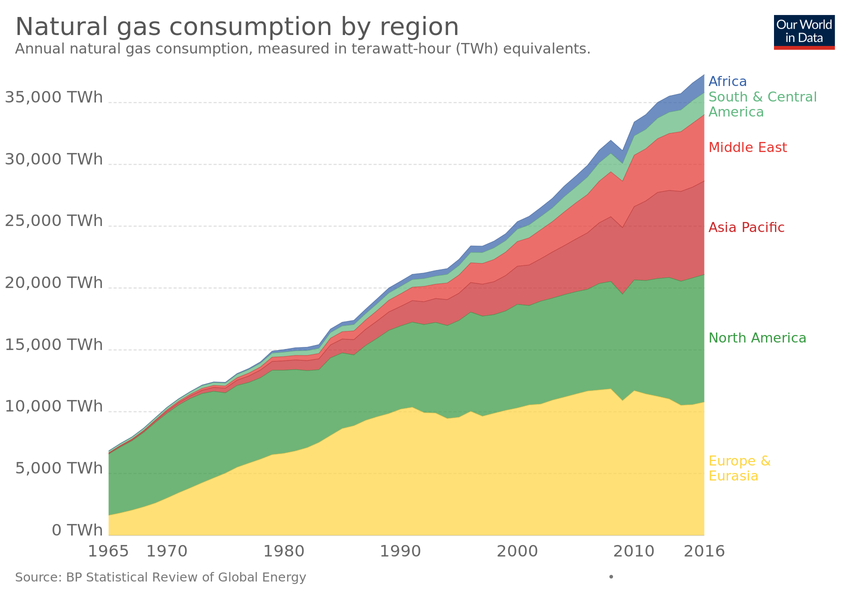 Natural gas consumption by region
Annual natural gas consumption, measured in terawatt-hour (TWh) equivalents.
Our World
in Data
35,000 TWh
30,000 TWh
25,000 TWh
20,000 TWh
15,000 TWh
10,000 TWh
5,000 TWh
0 TWh
Africa
South & Central
America
Middle East
Asia Pacific
North America
Europe &
Eurasia
1965 1970 1980 1990 2000 2010 2016
Source: BP Statistical Review of Global Energy